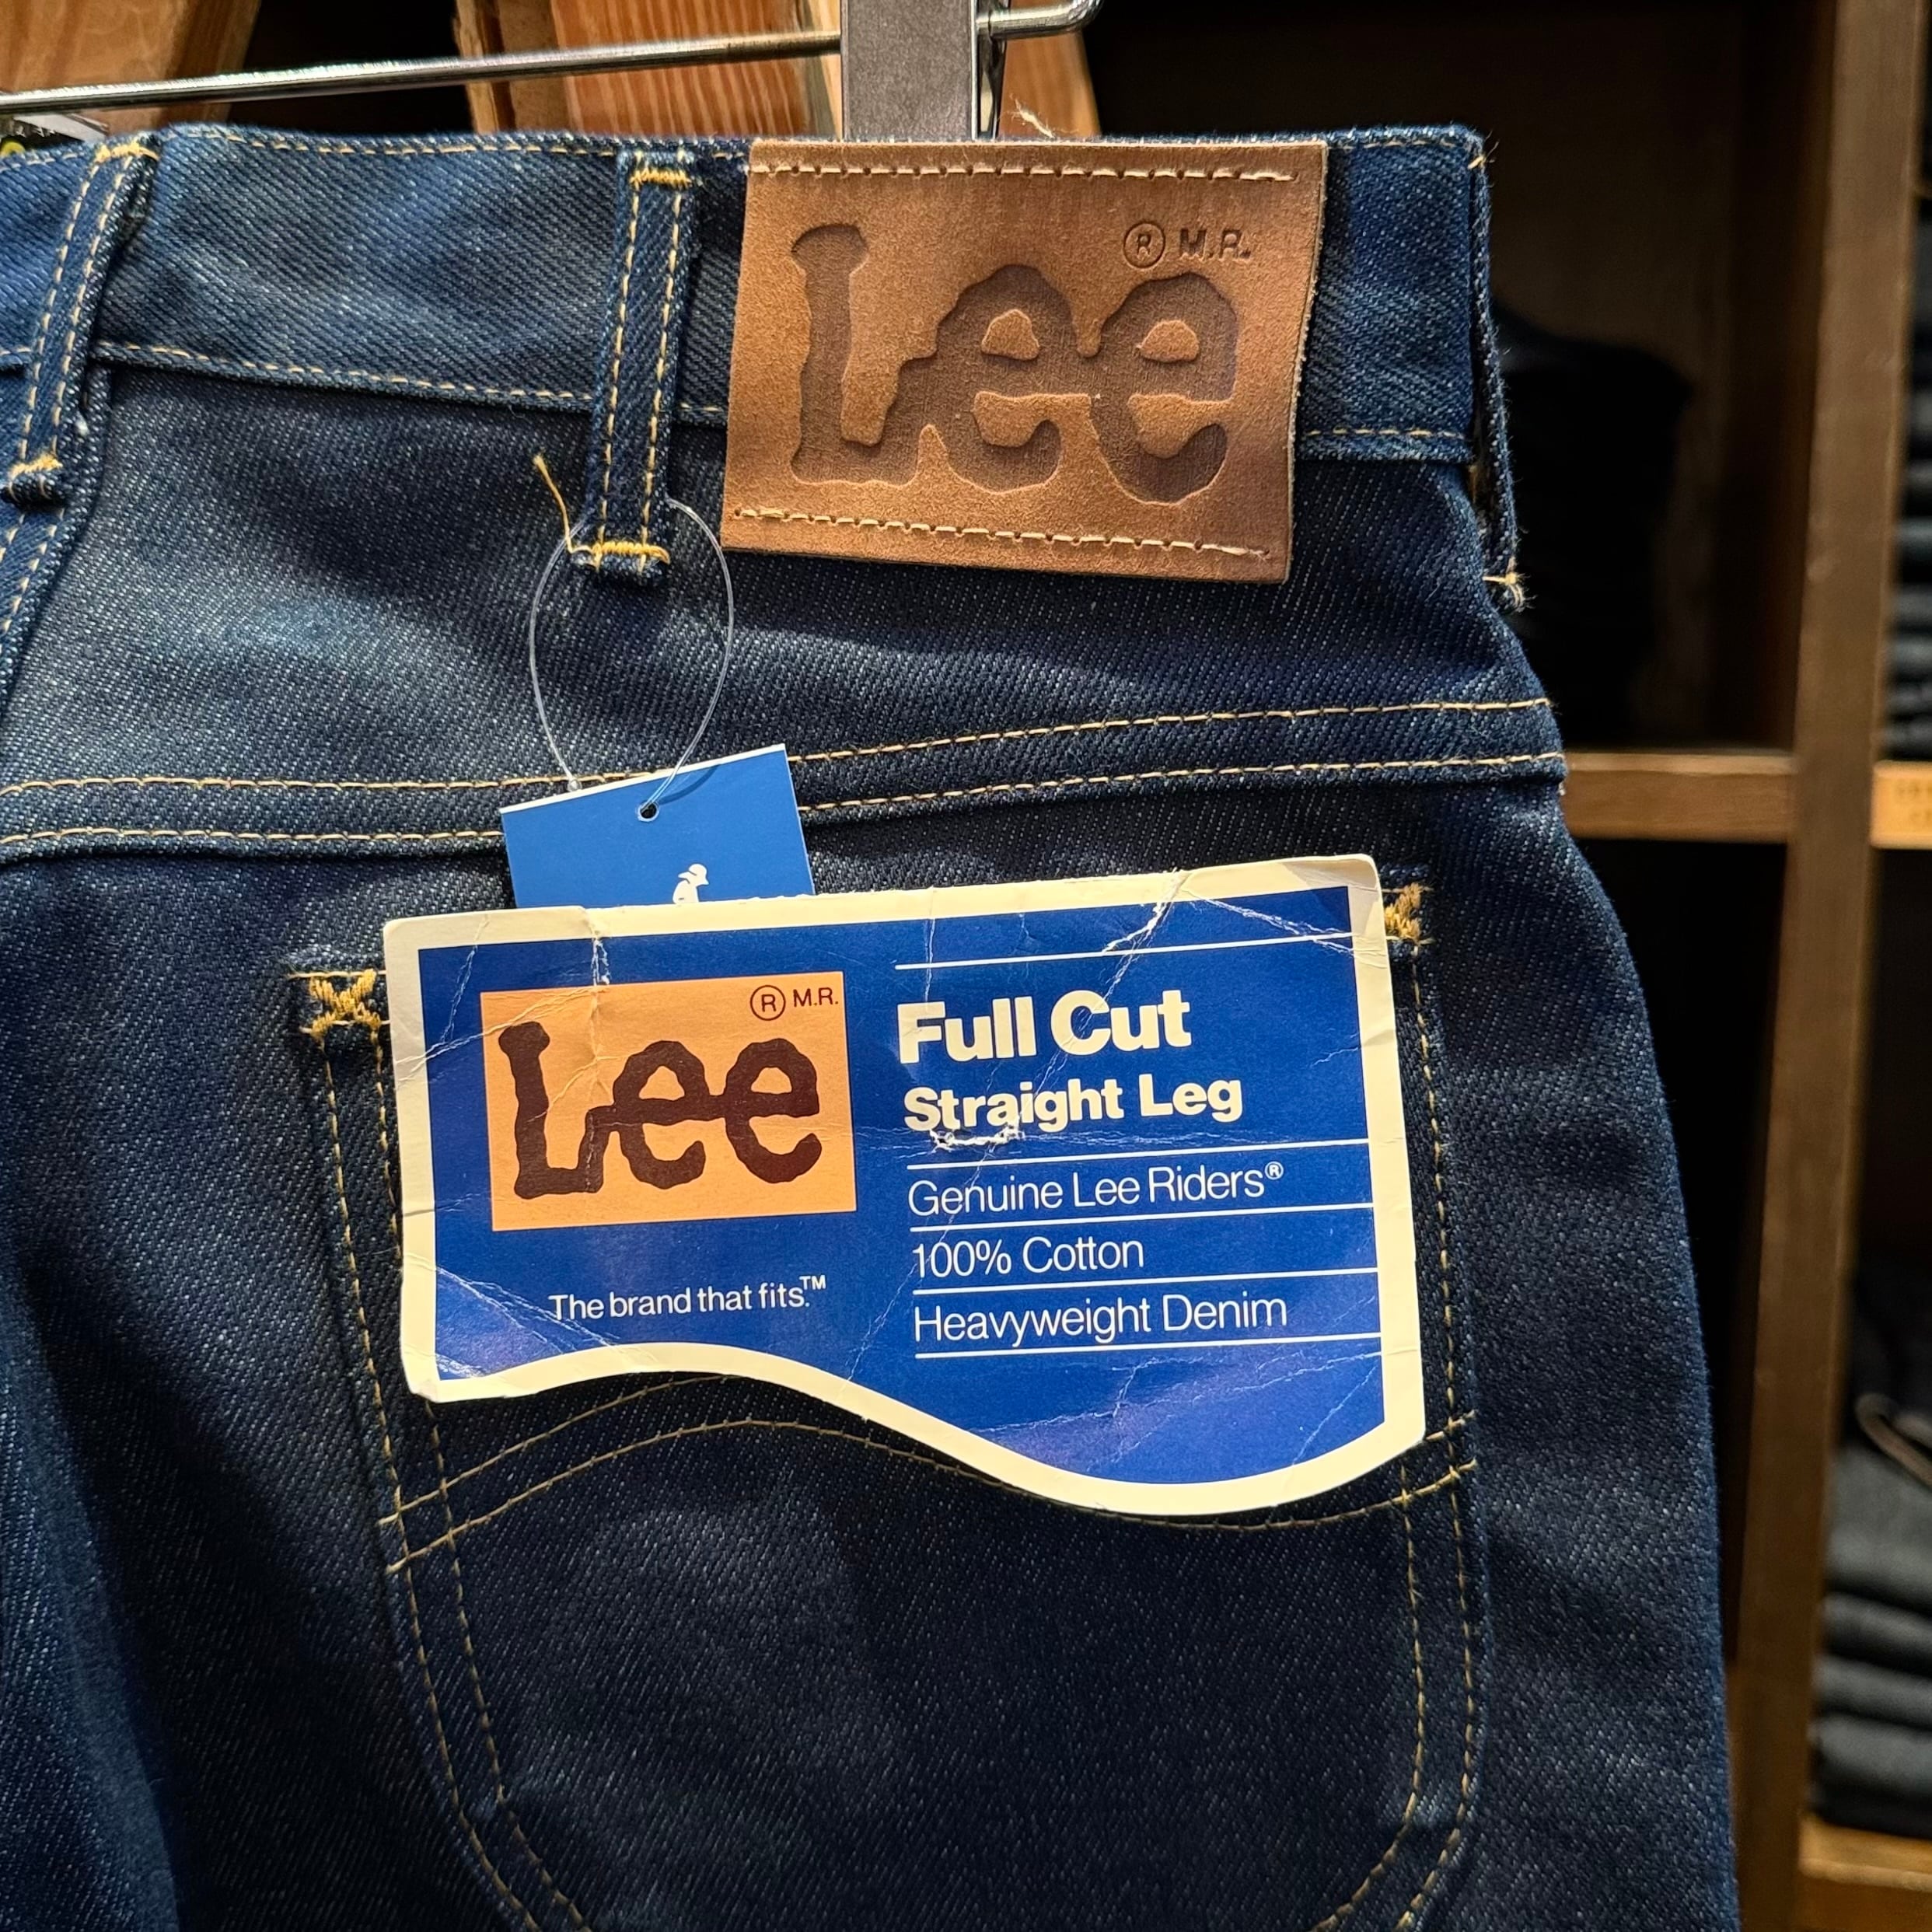 ® M.R.
Lee
® M.R.
Lee
The brand that fits.™
Full Cut
Straight Leg
Genuine Lee Riders®
100% Cotton
Heavyweight Denim